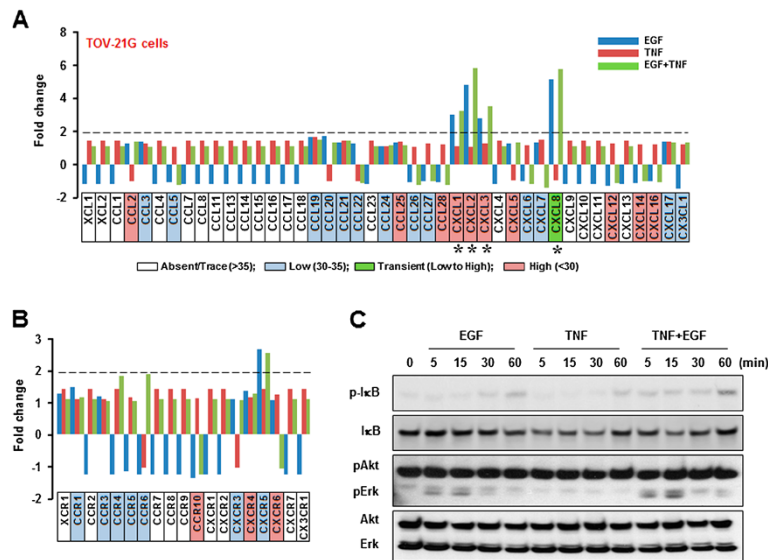 A
TOV-21G cells
EGF
TNF
EGF+TNF
Fold change
8
6
4
2
0
-2
XCL1
XCL2
CCL1
CCL2
CCL3
CCL4
CCL5
CCL7
CCL8
CCL11
CCL13
CCL14
CCL15
CCL16
CCL17
CCL18
CCL19
CCL20
CCL21
CCL22
CCL23
CCL24
CCL25
CCL26
CCL27
CCL28
CXCL1
CXCL2
CXCL3
CXCL4
CXCL5
CXCL6
CXCL7
CXCL8
CXCL9
CXCL10
CXCL11
CXCL12
CXCL13
CXCL14
CXCL16
CXCL17
CX3CL1
* * * *
Absent/Trace (>35); Low (30-35); Transient (Low to High); High (<30)
B
Fold change
3
2
1
0
-1
-2
XCR1
CCR1
CCR2
CCR3
CCR4
CCR5
CCR6
CCR7
CCR8
CCR9
CCR10
CXCR1
CXCR2
CXCR3
CXCR4
CXCR5
CXCR6
CXCR7
CX3CR1
C
EGF TNF TNF+EGF
0 5 15 30 60 5 15 30 60 5 15 30 60 (min)
p-IκB
IκB
pAkt
pErk
Akt
Erk